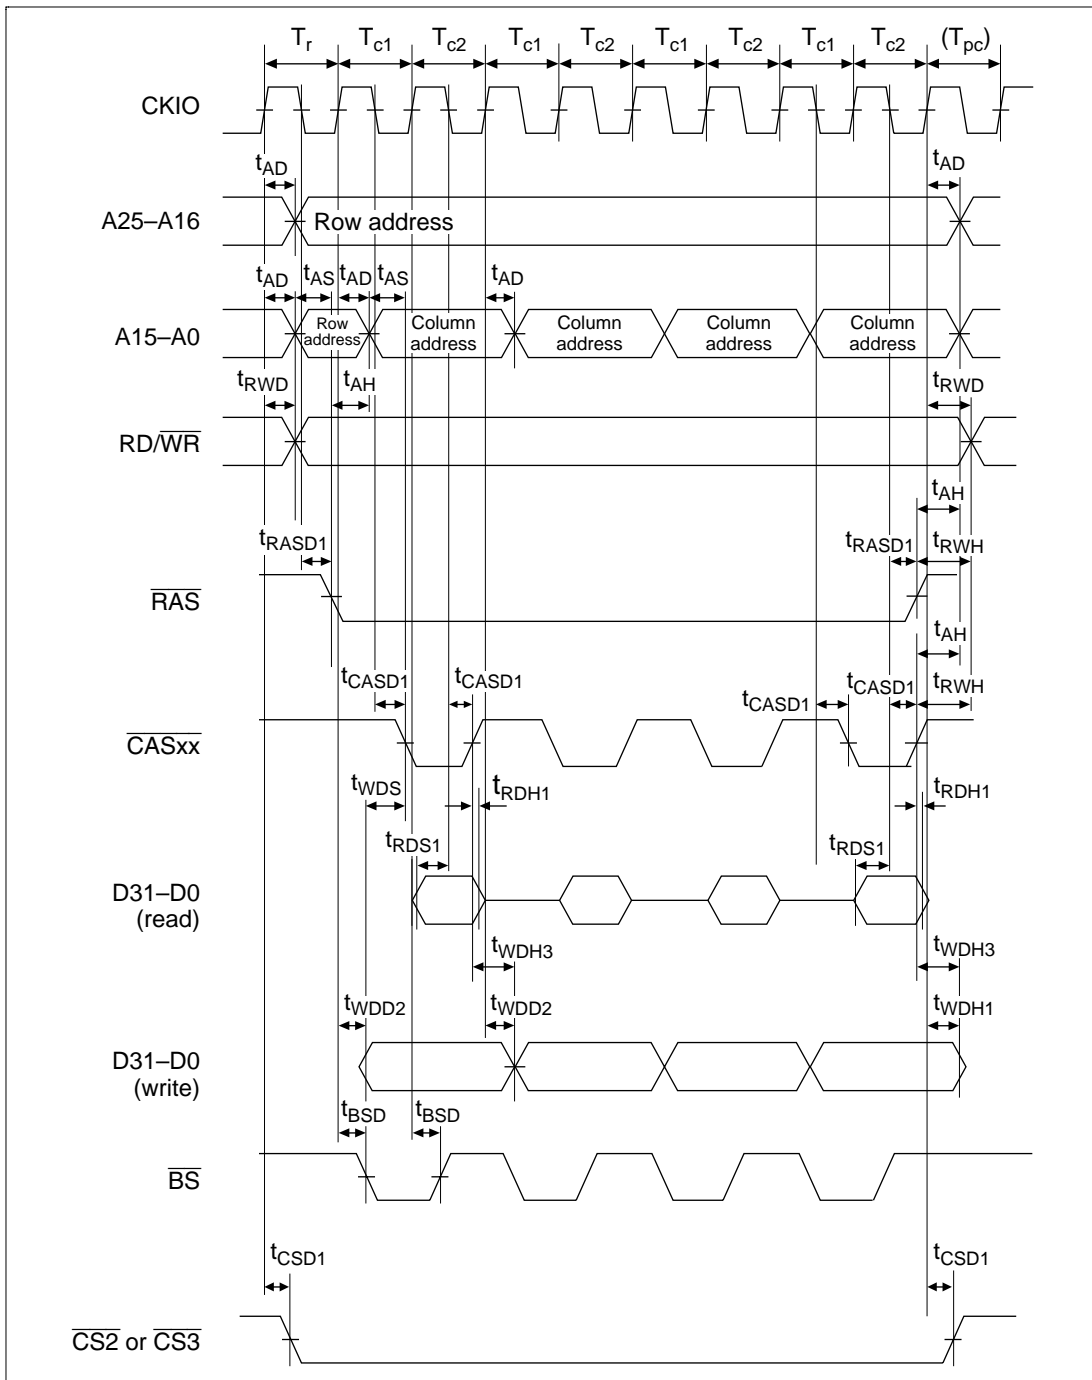 Tr Tc1 Tc2 Tc1 Tc2 Tc1 Tc2 Tc1 Tc2 (Tpc)
CKIO
tAD tAD
A25–A16 Row address
tAD tAS tAD tAS tAD
A15–A0 Row address Column address Column address Column address Column address
tRWD tAH tRWD
RD/WR
tAH
tRASD1 tRASD1 tRWH
RAS
tAH
tCASD1 tCASD1 tCASD1 tCASD1 tRWH
CASxx
tWDS tRDH1 tRDH1
tRDS1 tRDS1
D31–D0
(read)
tWDH3 tWDH3
tWDD2 tWDD2 tWDH1
D31–D0
(write)
tBSD tBSD
BS
tCSD1 tCSD1
CS2 or CS3